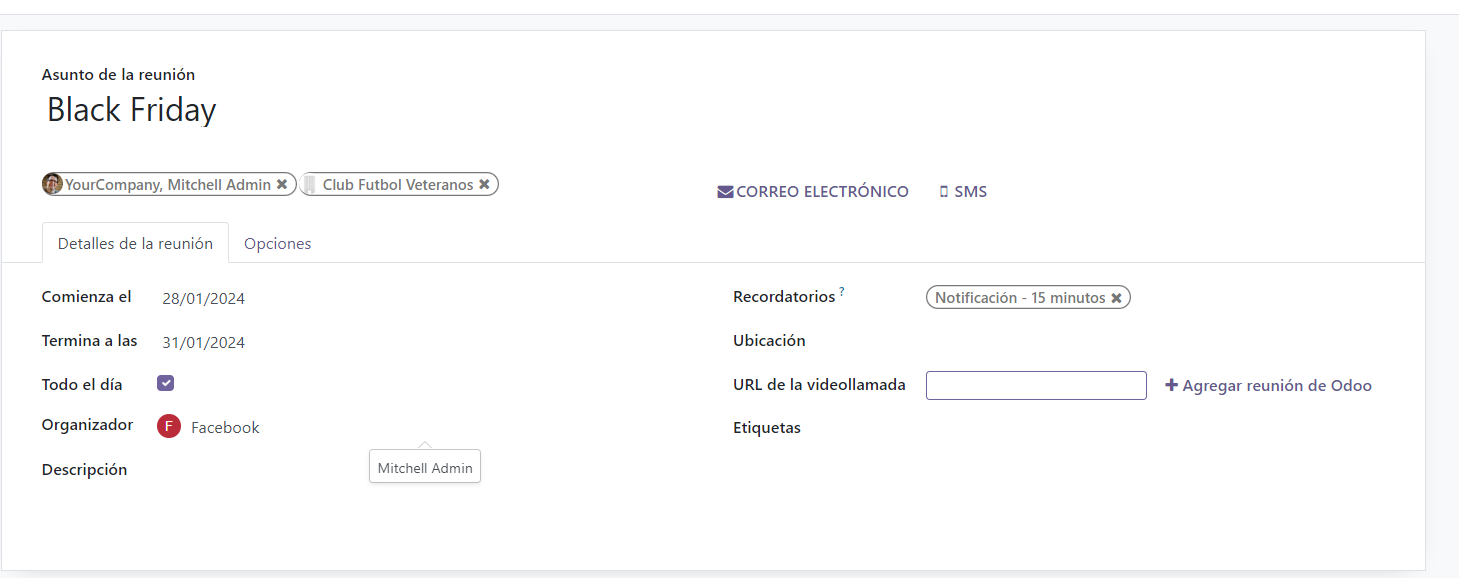 Asunto de la reunión
Black Friday
YourCompany, Mitchell Admin ✖ Club Futbol Veteranos ✖
CORREO ELECTRÓNICO SMS
Detalles de la reunión Opciones
Comienza el 28/01/2024 Recordatorios ? Notificación - 15 minutos ✖
Termina a las 31/01/2024 Ubicación
Todo el día URL de la videollamada + Agregar reunión de Odoo
Organizador F Facebook Etiquetas
Descripción Mitchell Admin